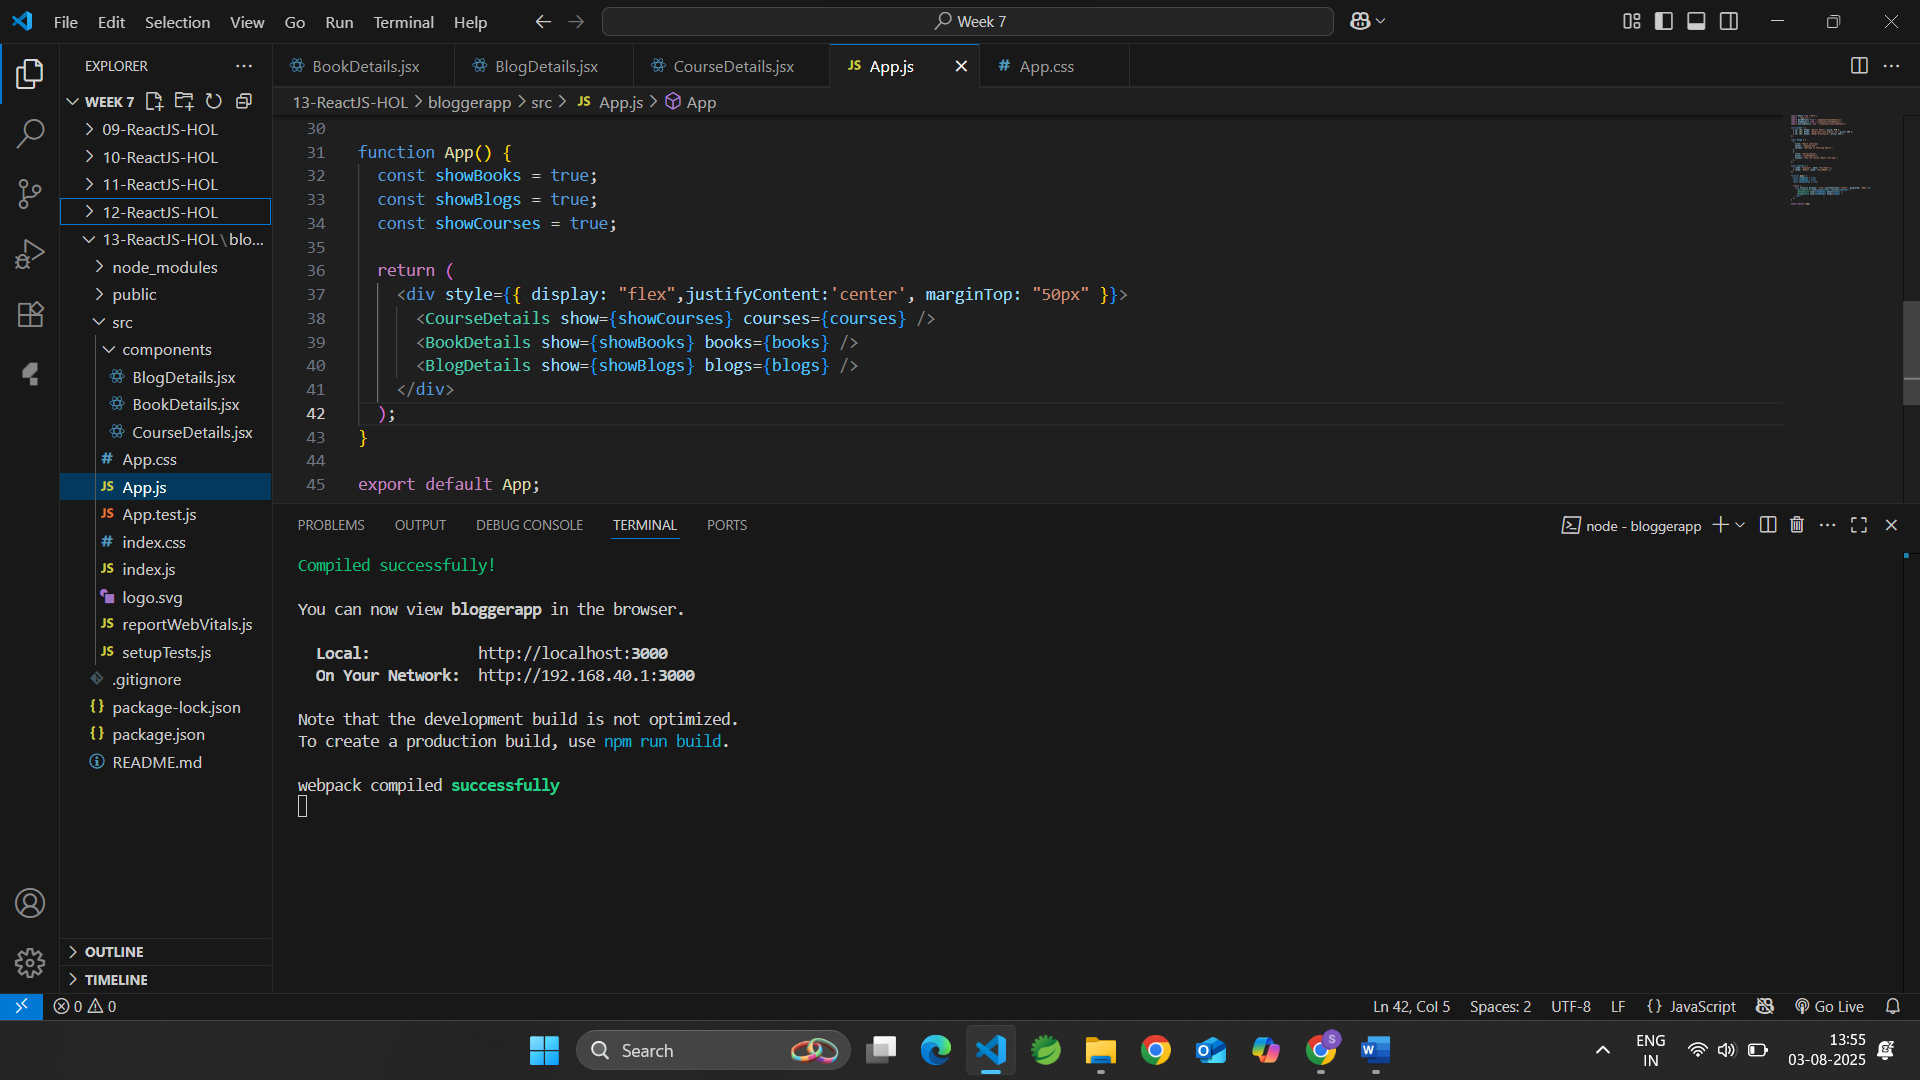 File Edit Selection View Go Run Terminal Help
Week 7
EXPLORER
WEEK 7
09-ReactJS-HOL
10-ReactJS-HOL
11-ReactJS-HOL
12-ReactJS-HOL
13-ReactJS-HOL\blo...
node_modules
public
src
components
BlogDetails.jsx
BookDetails.jsx
CourseDetails.jsx
# App.css
JS App.js
JS App.test.js
# index.css
JS index.js
logo.svg
JS reportWebVitals.js
JS setupTests.js
.gitignore
{} package-lock.json
{} package.json
README.md
OUTLINE
TIMELINE
BookDetails.jsx BlogDetails.jsx CourseDetails.jsx JS App.js # App.css
13-ReactJS-HOL > bloggerapp > src > JS App.js > App
30
31 function App() {
32 const showBooks = true;
33 const showBlogs = true;
34 const showCourses = true;
35
36 return (
37 <div style={{ display: "flex",justifyContent:'center', marginTop: "50px" }}>
38 <CourseDetails show={showCourses} courses={courses} />
39 <BookDetails show={showBooks} books={books} />
40 <BlogDetails show={showBlogs} blogs={blogs} />
41 </div>
42 );
43 }
44
45 export default App;
PROBLEMS OUTPUT DEBUG CONSOLE TERMINAL PORTS
node - bloggerapp
Compiled successfully!
You can now view bloggerapp in the browser.
Local: http://localhost:3000
On Your Network: http://192.168.40.1:3000
Note that the development build is not optimized.
To create a production build, use npm run build.
webpack compiled successfully
0 0
Ln 42, Col 5 Spaces: 2 UTF-8 LF {} JavaScript Go Live
Search
S
ENG
IN
13:55
03-08-2025